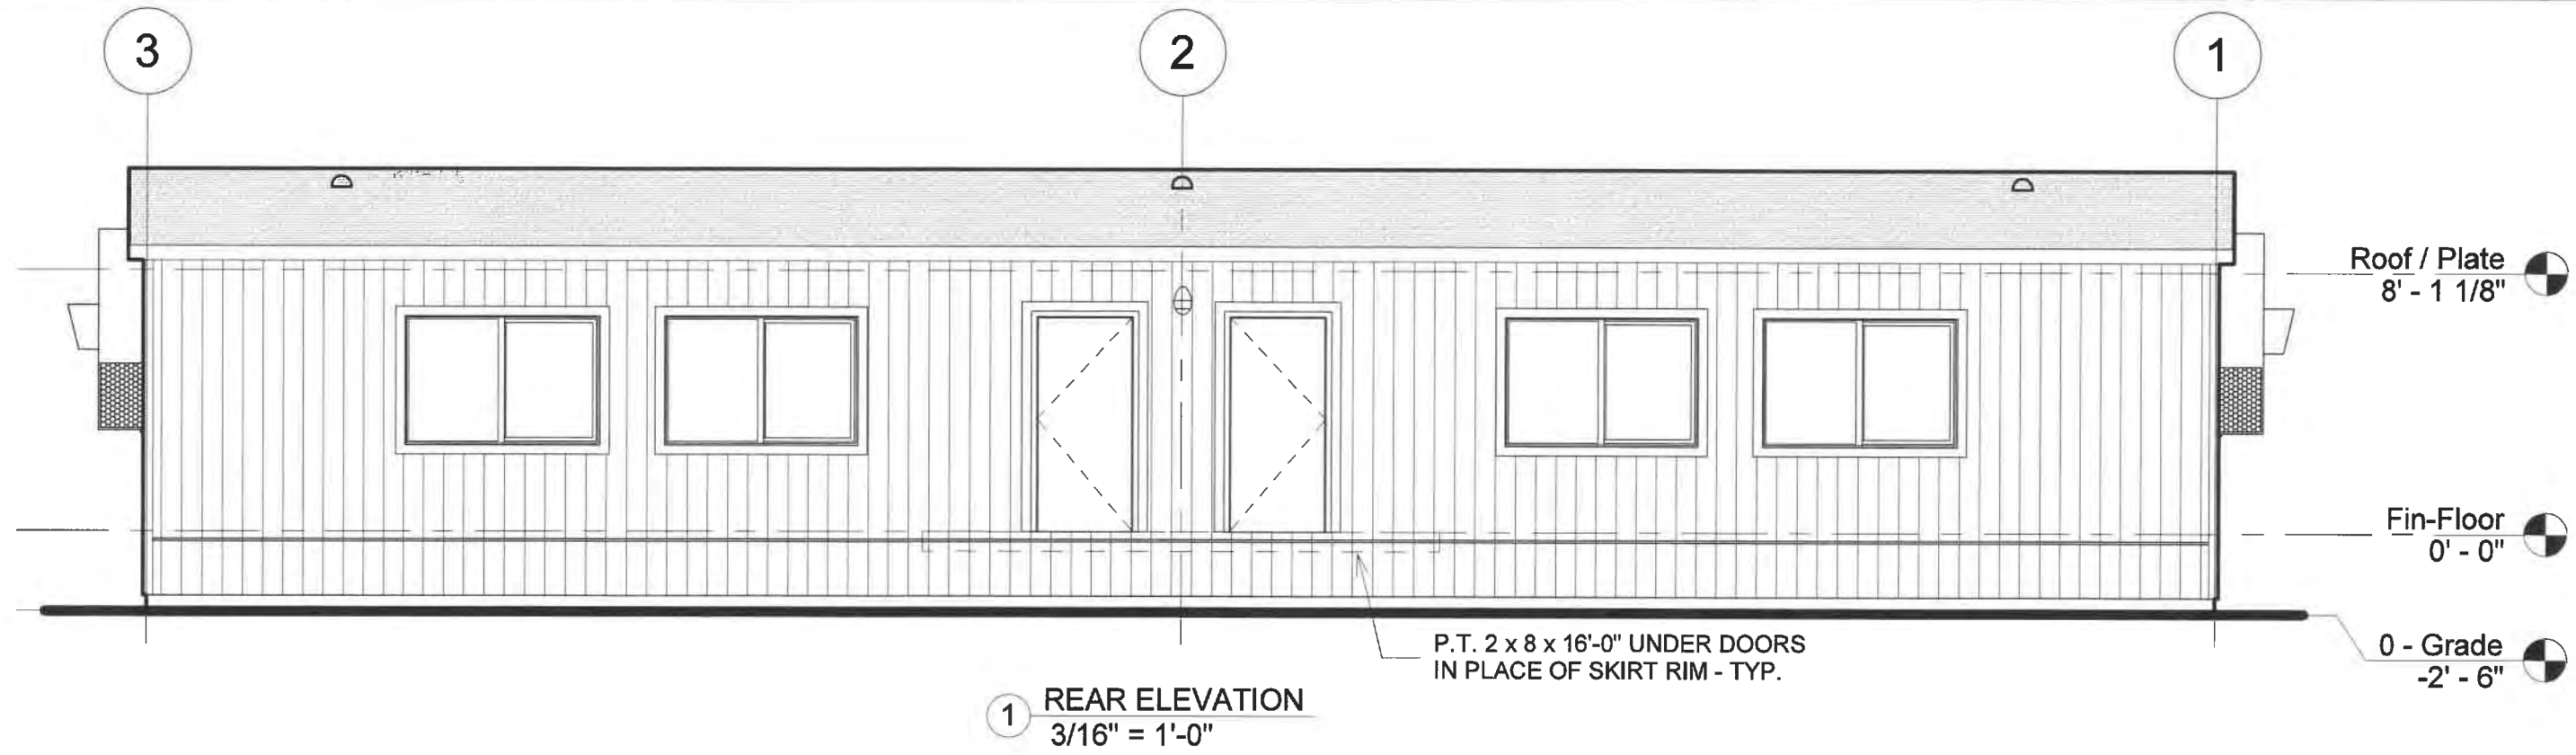 3
2
1
Roof / Plate
8' - 1 1/8"
Fin-Floor
0' - 0"
0 - Grade
-2' - 6"
P.T. 2 x 8 x 16'-0" UNDER DOORS
IN PLACE OF SKIRT RIM - TYP.
1
REAR ELEVATION
3/16" = 1'-0"